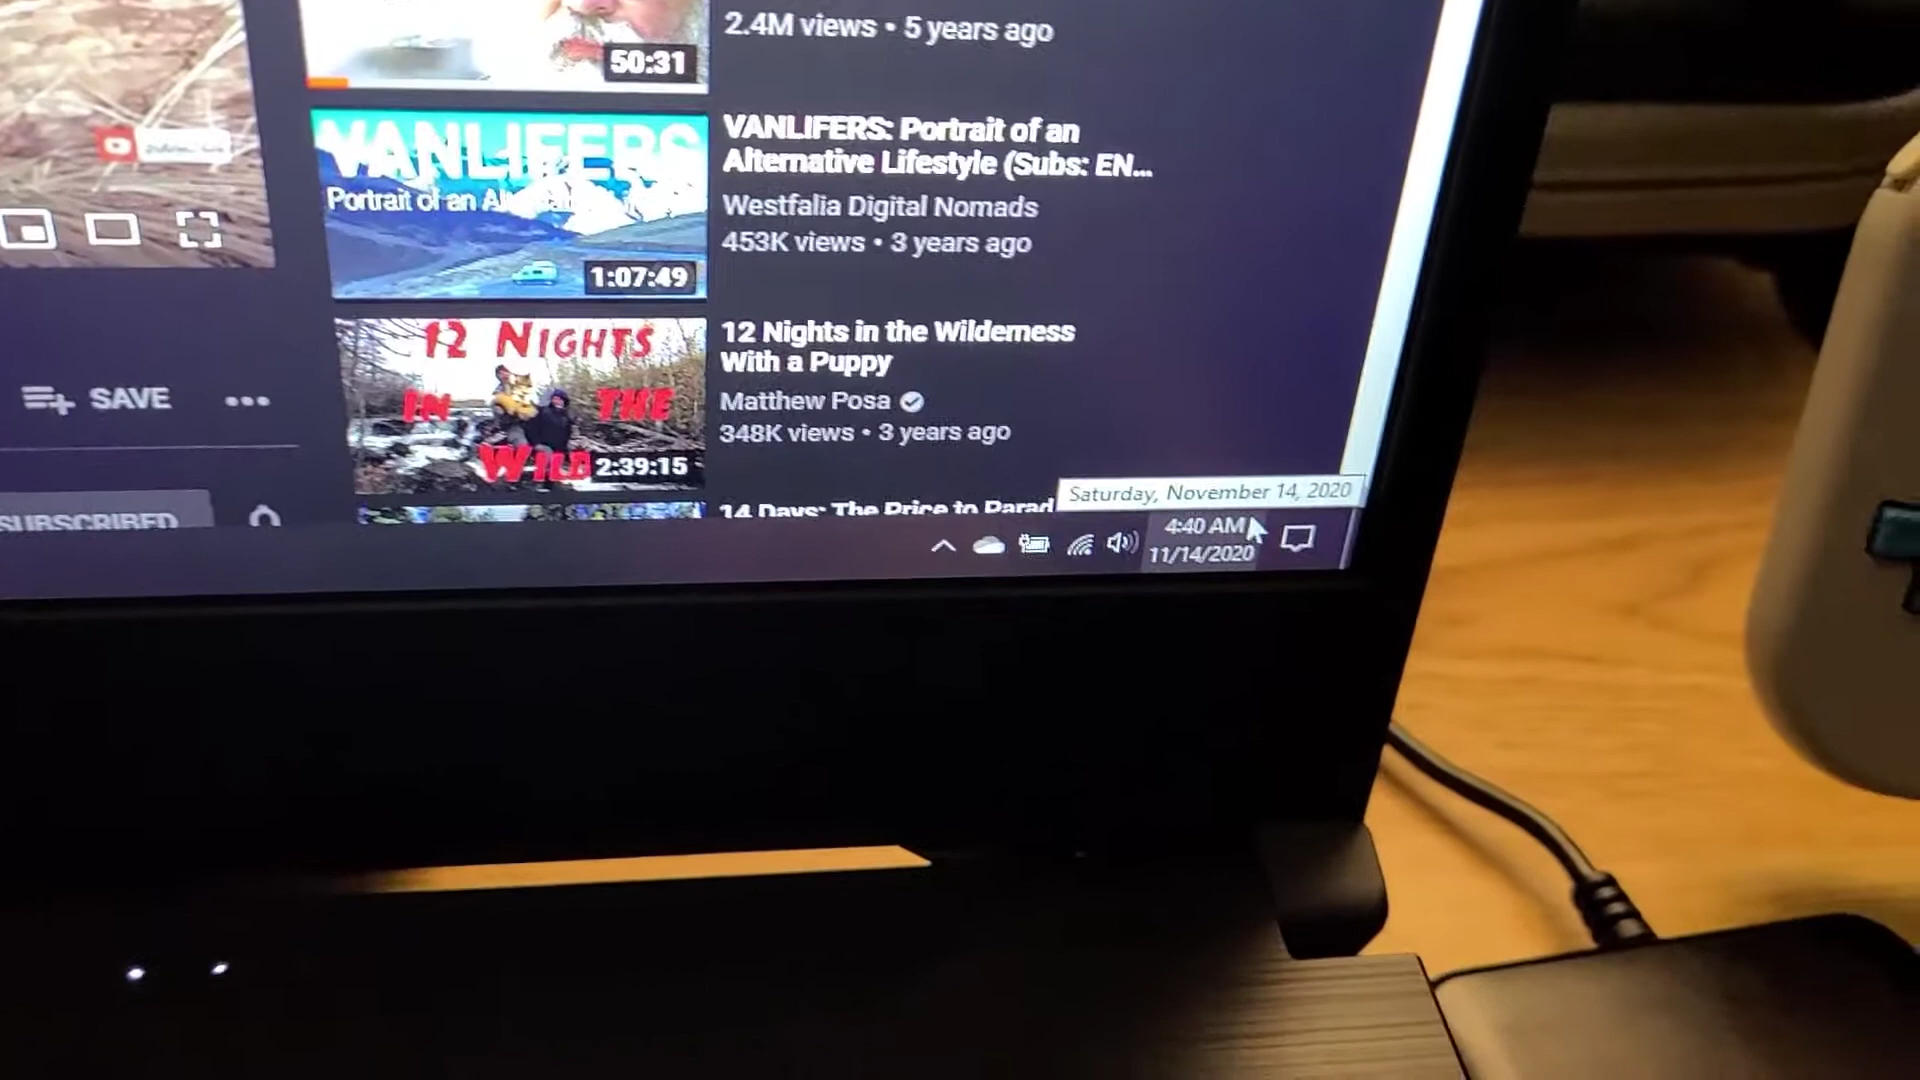 2.4M views • 5 years ago
50:31
VANLIFERS
Portrait of an
1:07:49
VANLIFERS: Portrait of an
Alternative Lifestyle (Subs: EN...
Westfalia Digital Nomads
453K views • 3 years ago
12 NIGHTS
IN THE
WILD
2:39:15
12 Nights in the Wilderness
With a Puppy
Matthew Posa
348K views • 3 years ago
SAVE
SUBSCRIBED
14 Days: The Price to Parad
Saturday, November 14, 2020
4:40 AM
11/14/2020